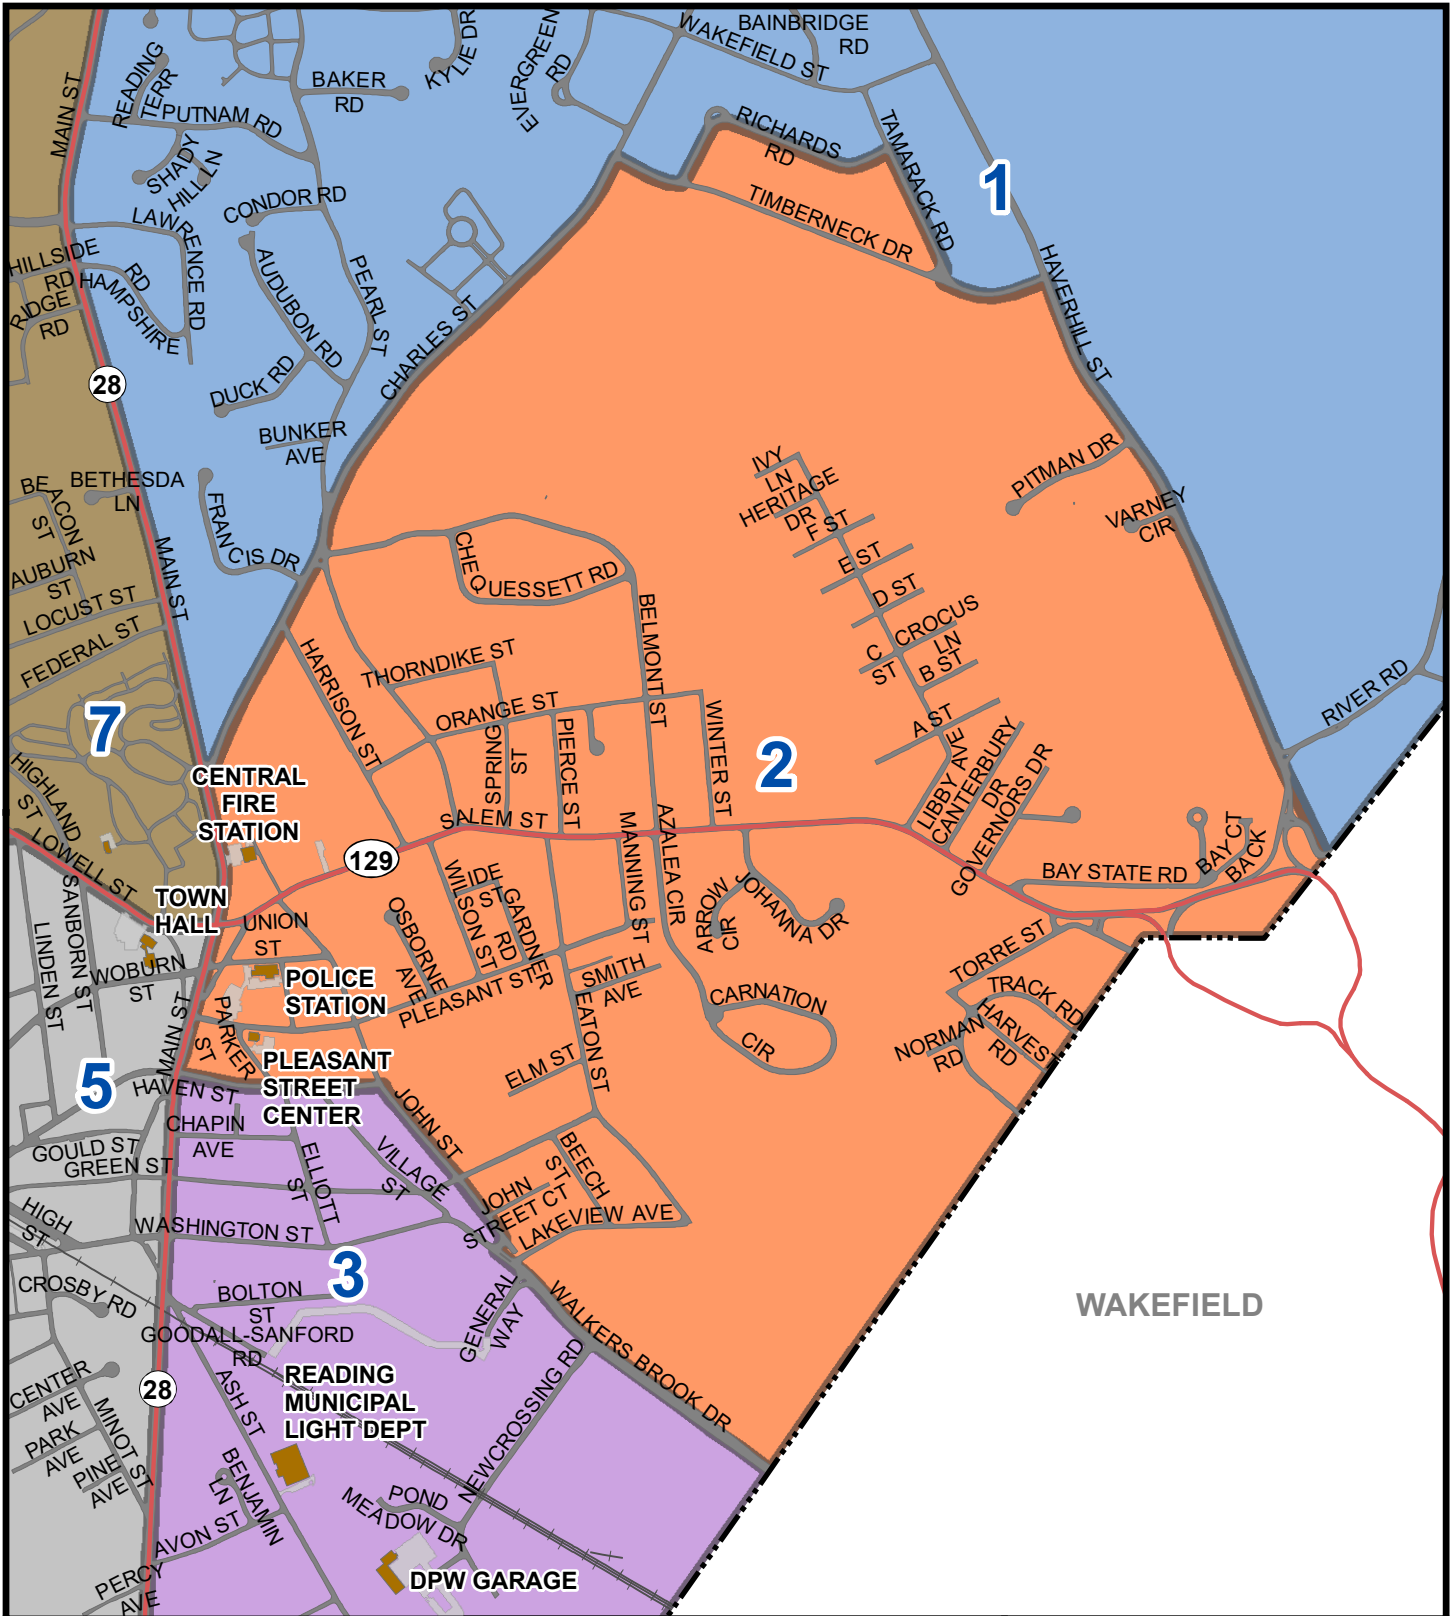 BAINBRIDGE
RD
WAKEFIELD ST
KYLIE DR
EVERGREEN
RD
READING
TERR
BAKER
RD
MAIN ST
PUTNAM RD
SHADY
HILL LN
RICHARDS
RD
TAMARACK RD
1
CONDOR RD
LAWRENCE RD
TIMBERNECK DR
HILLSIDE
RD
HAMPSHIRE
RD
AUDUBON RD
PEARL ST
HAVERHILL ST
RIDGE
RD
CHARLES ST
28
DUCK RD
BUNKER
AVE
BETHESDA
LN
BEACON
ST
FRANCIS DR
IVY
LN
HERITAGE
DR
F ST
PITMAN DR
VARNEY
CIR
MAIN ST
AUBURN
ST
CHEQUESSETT RD
E ST
D ST
LOCUST ST
BELMONT ST
CROCUS
LN
C
ST
B ST
FEDERAL ST
HARRISON ST
THORNDIKE ST
ORANGE ST
A ST
RIVER RD
7
SPRING
ST
PIERCE ST
WINTER ST
2
LIBBY AVE
CANTERBURY
DR
GOVERNORS DR
HIGHLAND
ST
CENTRAL
FIRE
STATION
SALEM ST
129
MANNING ST
AZALEA CIR
BAY CT
BACK
BAY STATE RD
LOWELL ST
TOWN
HALL
WILSON ST
IDE
ST
GARDNER
RD
OSBORNE
AVE
ARROW
CIR
JOHANNA DR
SANBORN ST
LINDEN ST
UNION
ST
WOBURN
ST
POLICE
STATION
PLEASANT ST
SMITH
AVE
TORRE ST
TRACK RD
HARVEST
RD
NORMAN
RD
CARNATION
CIR
EATON ST
MAIN ST
PARKER
ST
PLEASANT
STREET
CENTER
ELM ST
5
HAVEN ST
CHAPIN
AVE
JOHN ST
GOULD ST
GREEN ST
ELLIOTT
ST
VILLAGE
ST
BEECH
ST
JOHN
STREET CT
LAKEVIEW AVE
HIGH
ST
WASHINGTON ST
3
CROSBY RD
BOLTON
ST
GOODALL-SANFORD
RD
GENERAL
WAY
WALKERS BROOK DR
WAKEFIELD
28
CENTER
AVE
ASH ST
READING
MUNICIPAL
LIGHT DEPT
NEWCROSSING RD
PARK
AVE
MINOT ST
PINE
AVE
BENJAMIN
LN
POND
MEADOW DR
AVON ST
PERCY
AVE
DPW GARAGE